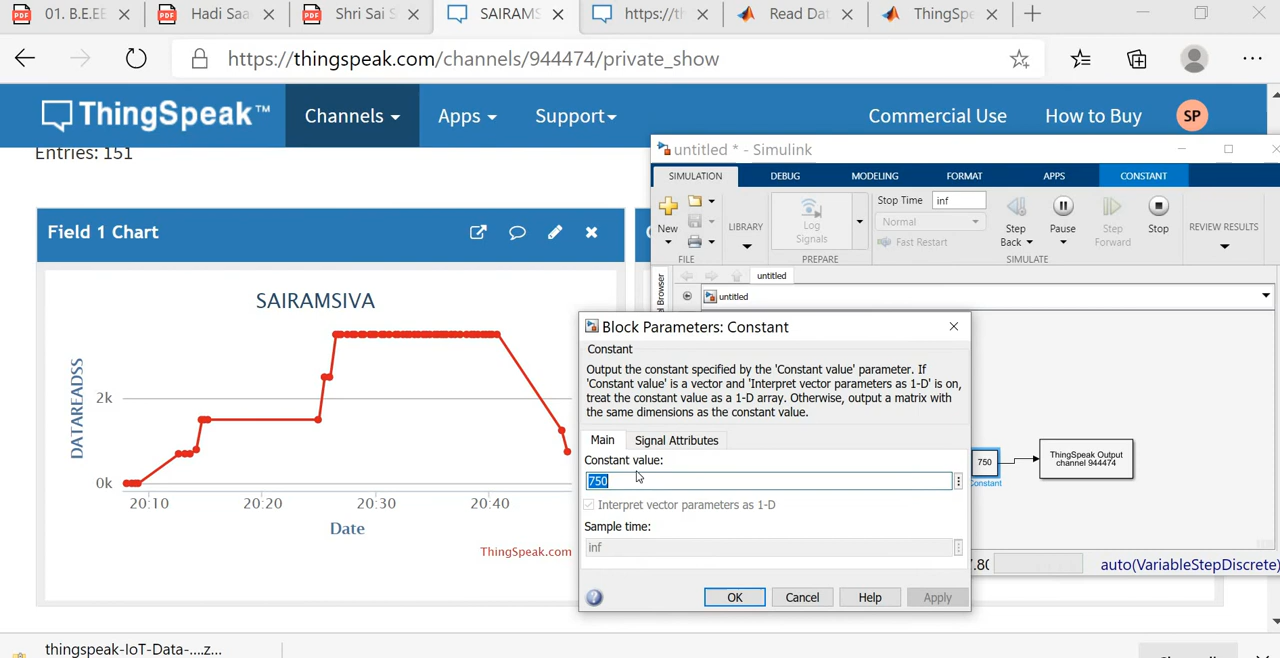 01. B.E.EE
Hadi Saa
Shri Sai S
SAIRAMS
https://th
Read Dat
ThingSpe
https://thingspeak.com/channels/944474/private_show
ThingSpeak™
Channels
Apps
Support
Commercial Use
How to Buy
SP
Entries: 151
Field 1 Chart
SAIRAMSIVA
DATAREADSS
2k
0k
20:10
20:20
20:30
20:40
Date
ThingSpeak.com
untitled * - Simulink
SIMULATION
DEBUG
MODELING
FORMAT
APPS
CONSTANT
New
FILE
LIBRARY
Log
Signals
PREPARE
Stop Time
inf
Normal
Fast Restart
Step
Back
Pause
Step
Forward
Stop
SIMULATE
REVIEW RESULTS
untitled
untitled
Block Parameters: Constant
Constant
Output the constant specified by the 'Constant value' parameter. If
'Constant value' is a vector and 'Interpret vector parameters as 1-D' is on,
treat the constant value as a 1-D array. Otherwise, output a matrix with
the same dimensions as the constant value.
Main
Signal Attributes
Constant value:
750
Interpret vector parameters as 1-D
Sample time:
inf
OK
Cancel
Help
Apply
750
Constant
ThingSpeak Output
channel 944474
auto(VariableStepDiscrete)
thingspeak-IoT-Data-....z...